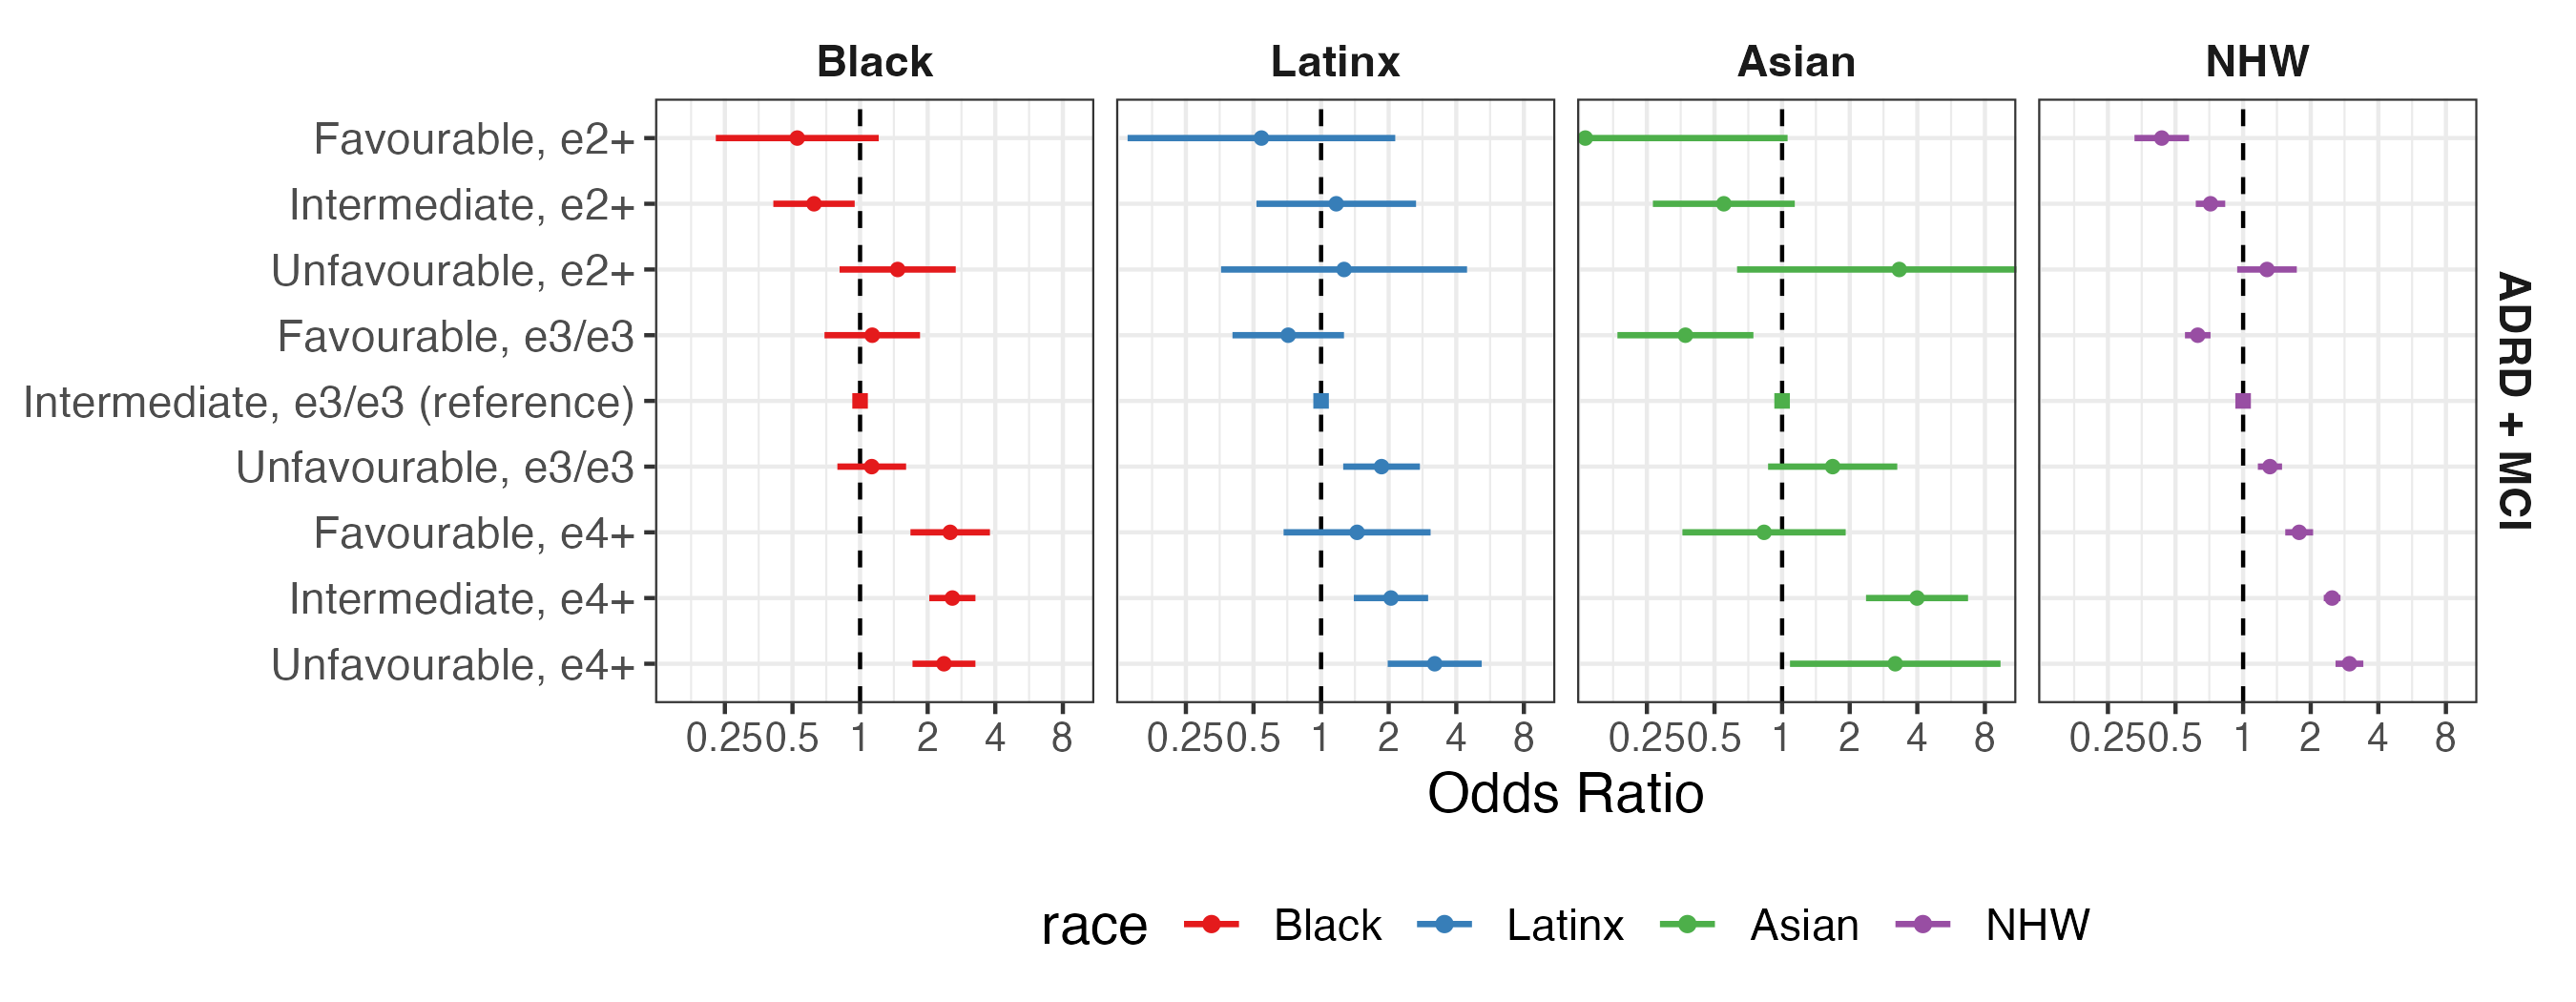 Black Latinx Asian NHW
Favourable, e2+
Intermediate, e2+
Unfavourable, e2+
Favourable, e3/e3
Intermediate, e3/e3 (reference)
Unfavourable, e3/e3
Favourable, e4+
Intermediate, e4+
Unfavourable, e4+
ADRD + MCI
0.25 0.5 1 2 4 8 0.25 0.5 1 2 4 8 0.25 0.5 1 2 4 8 0.25 0.5 1 2 4 8
Odds Ratio
race Black Latinx Asian NHW